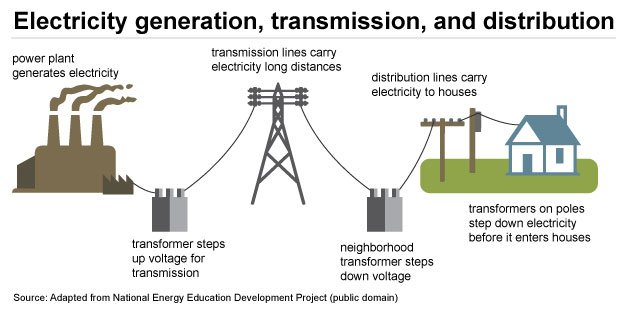 Electricity generation, transmission, and distribution
power plant
generates electricity
transmission lines carry
electricity long distances
distribution lines carry
electricity to houses
transformer steps
up voltage for
transmission
neighborhood
transformer steps
down voltage
transformers on poles
step down electricity
before it enters houses
Source: Adapted from National Energy Education Development Project (public domain)